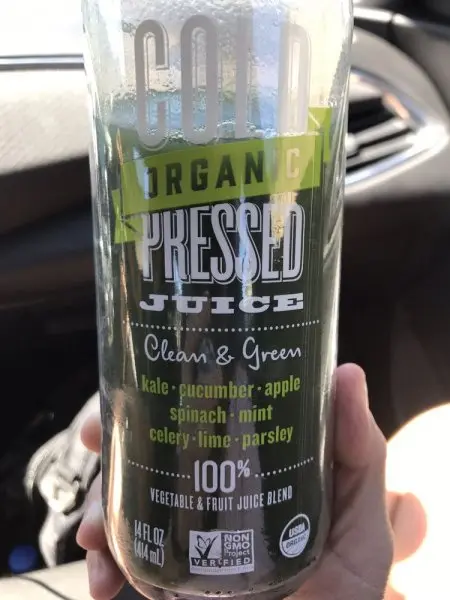 COLD
ORGANIC
PRESSED
JUICE
Clean & Green
kale · cucumber · apple
spinach · mint
celery · lime · parsley
100%
VEGETABLE & FRUIT JUICE BLEND
14 FL OZ
(414 mL)
NON
GMO
Project
VERIFIED
USDA
ORGANIC